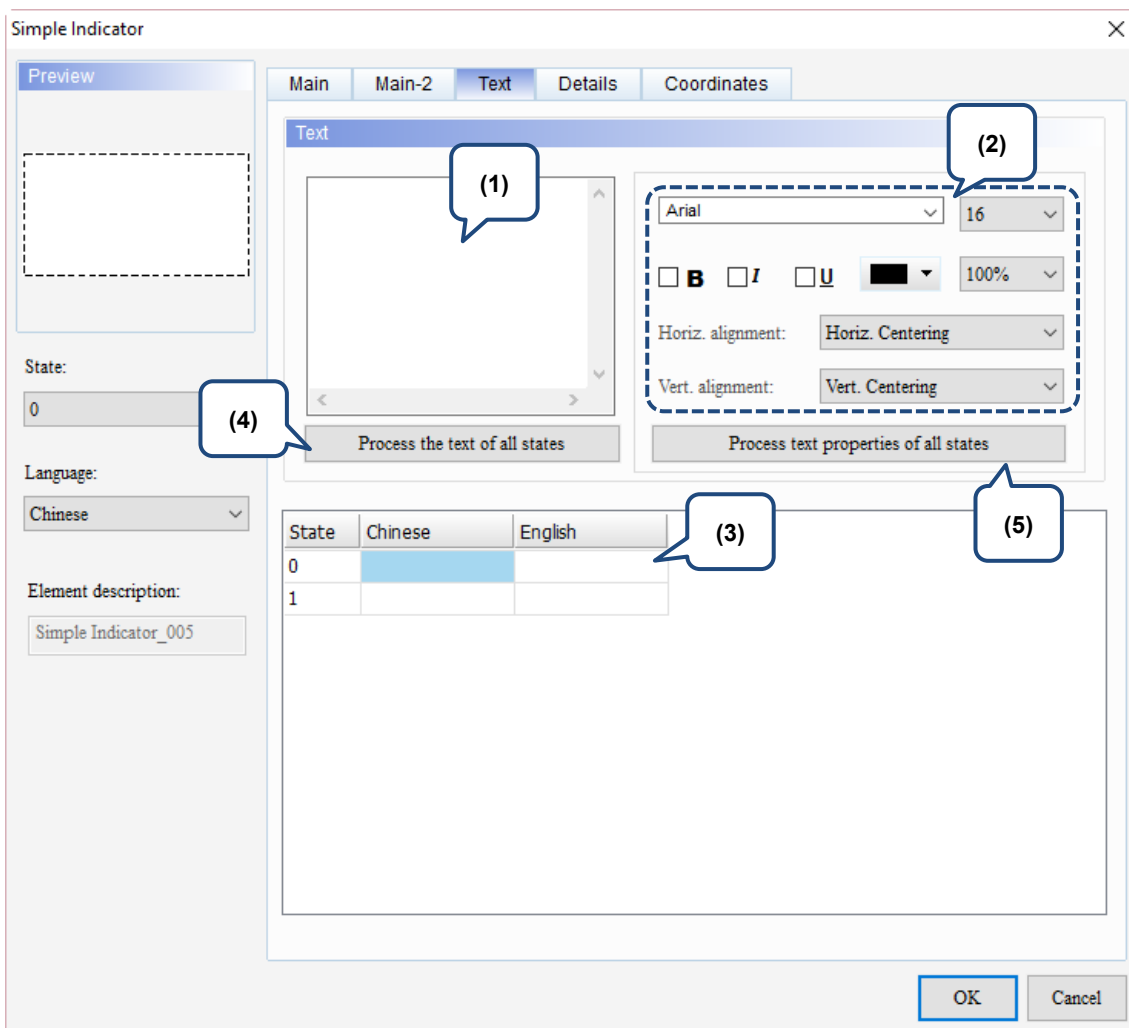 Simple Indicator
Preview
Main Main-2 Text Details Coordinates
Text
(2)
(1)
Arial 16
B I U 100%
Horiz. alignment: Horiz. Centering
State:
Vert. alignment: Vert. Centering
0
(4)
Process the text of all states Process text properties of all states
Language:
Chinese
(3) (5)
State Chinese English
0
Element description:
1
Simple Indicator_005
OK Cancel